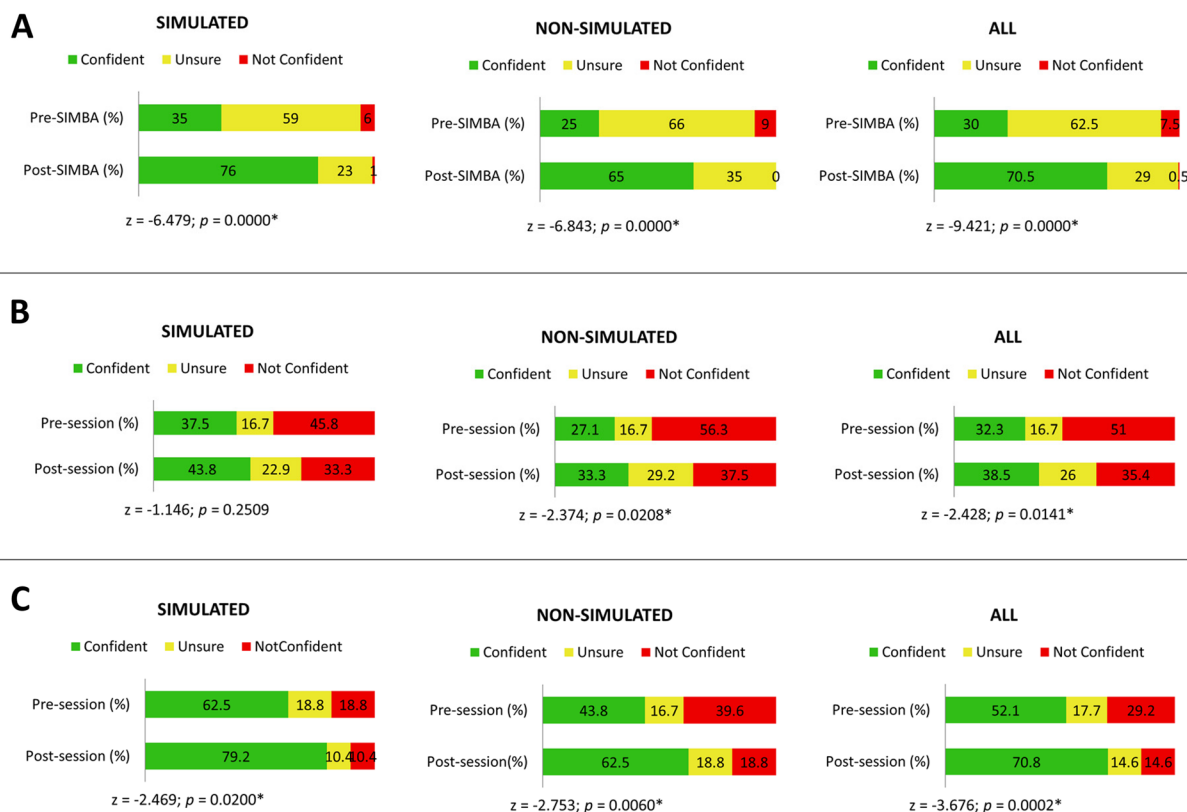 A
SIMULATED
Confident Unsure Not Confident
Pre-SIMBA (%) 35 59 6
Post-SIMBA (%) 76 23 1
z = -6.479; p = 0.0000*
NON-SIMULATED
Confident Unsure Not Confident
Pre-SIMBA (%) 25 66 9
Post-SIMBA (%) 65 35 0
z = -6.843; p = 0.0000*
ALL
Confident Unsure Not Confident
Pre-SIMBA (%) 30 62.5 7.5
Post-SIMBA (%) 70.5 29 0.5
z = -9.421; p = 0.0000*
B
SIMULATED
Confident Unsure Not Confident
Pre-session (%) 37.5 16.7 45.8
Post-session (%) 43.8 22.9 33.3
z = -1.146; p = 0.2509
NON-SIMULATED
Confident Unsure Not Confident
Pre-session (%) 27.1 16.7 56.3
Post-session (%) 33.3 29.2 37.5
z = -2.374; p = 0.0208*
ALL
Confident Unsure Not Confident
Pre-session (%) 32.3 16.7 51
Post-session (%) 38.5 26 35.4
z = -2.428; p = 0.0141*
C
SIMULATED
Confident Unsure NotConfident
Pre-session (%) 62.5 18.8 18.8
Post-session (%) 79.2 10.4 10.4
z = -2.469; p = 0.0200*
NON-SIMULATED
Confident Unsure Not Confident
Pre-session (%) 43.8 16.7 39.6
Post-session(%) 62.5 18.8 18.8
z = -2.753; p = 0.0060*
ALL
Confident Unsure Not Confident
Pre-session (%) 52.1 17.7 29.2
Post-session (%) 70.8 14.6 14.6
z = -3.676; p = 0.0002*